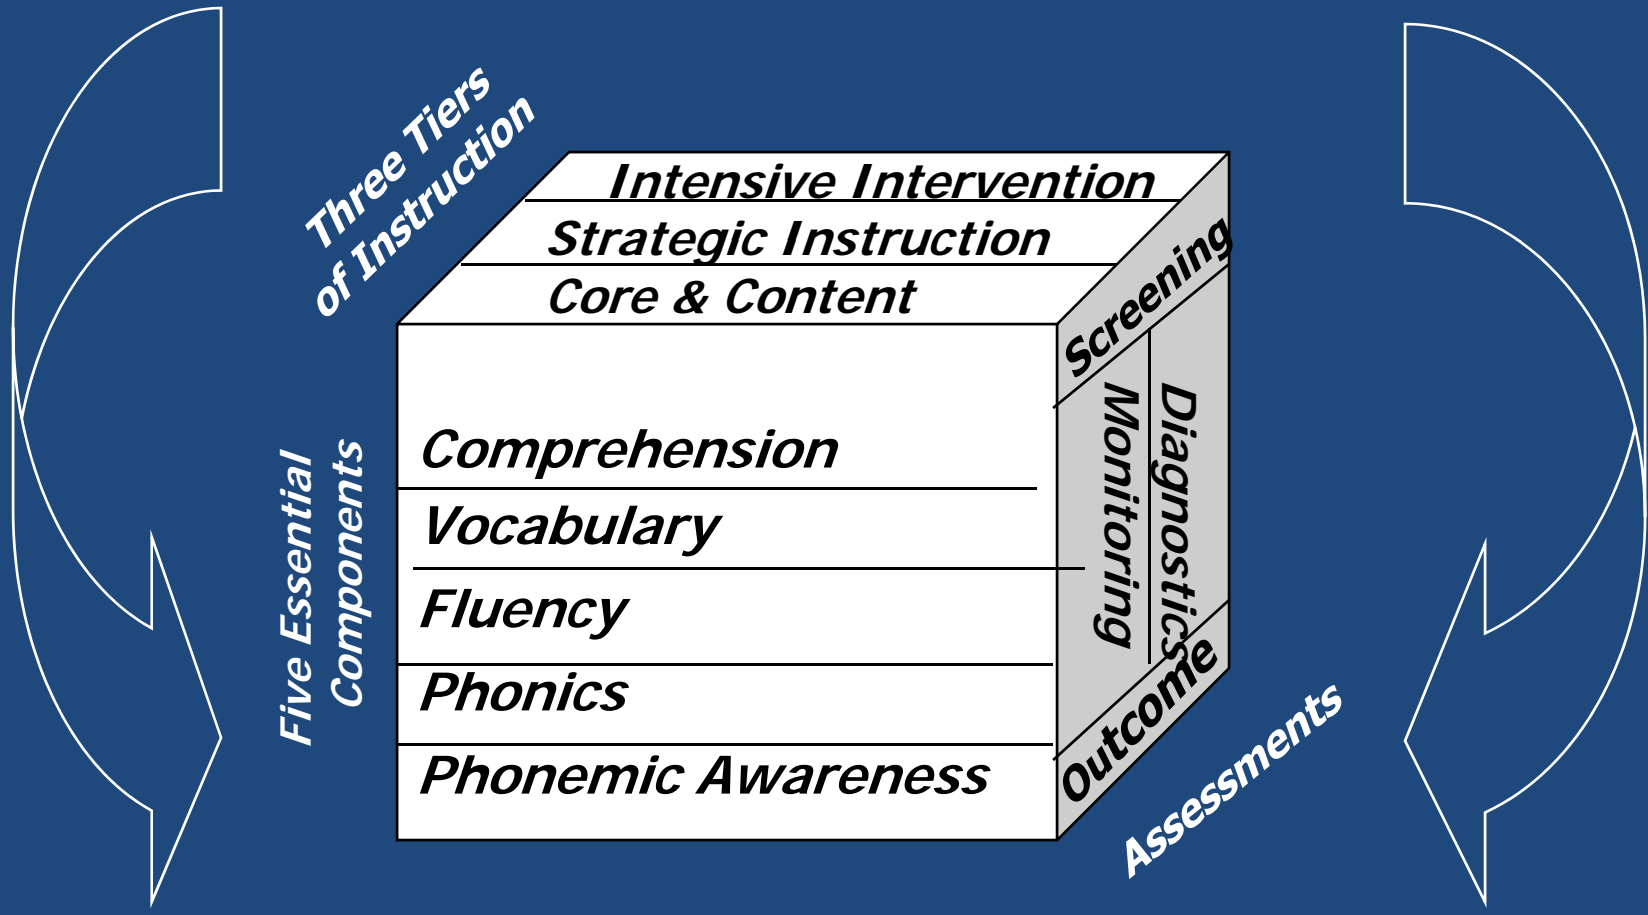 Three Tiers
of Instruction
Intensive Intervention
Strategic Instruction
Core & Content
Screening
Monitoring
Diagnostics
Outcome
Five Essential
Components
Comprehension
Vocabulary
Fluency
Phonics
Phonemic Awareness
Assessments